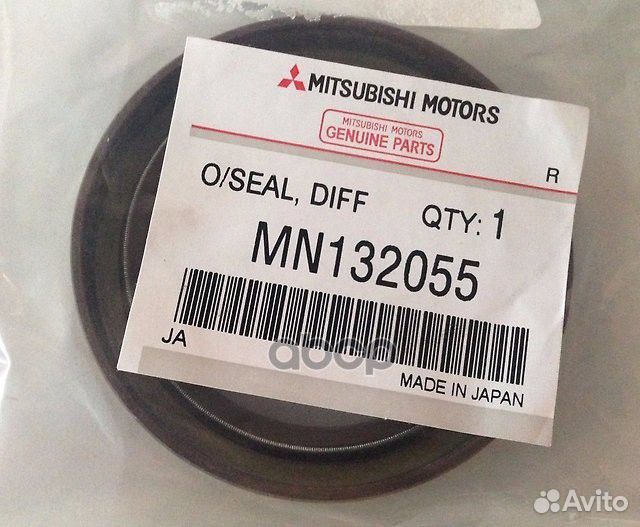 MITSUBISHI MOTORS
MITSUBISHI MOTORS
GENUINE PARTS
R
O/SEAL, DIFF QTY: 1
MN132055
JA
MADE IN JAPAN
Avito